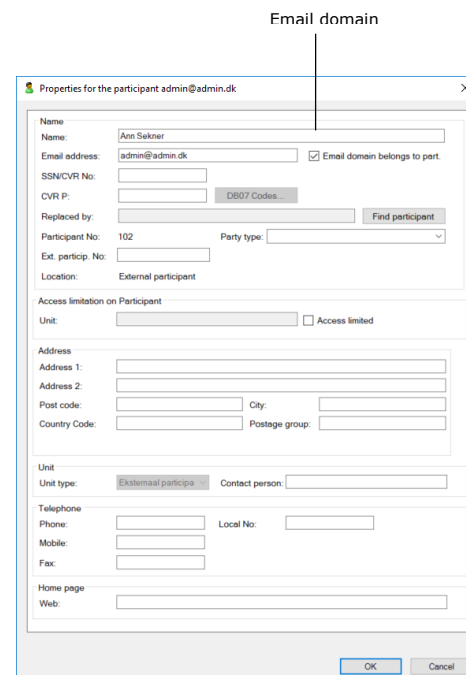 Email domain
Properties for the participant admin@admin.dk
Name
Name: Ann Sekner
Email address: admin@admin.dk Email domain belongs to part.
SSN/CVR No:
CVR P: DB07 Codes...
Replaced by: Find participant
Participant No: 102 Party type:
Ext. particip. No:
Location: External participant
Access limitation on Participant
Unit: Access limited
Address
Address 1:
Address 2:
Post code: City:
Country Code: Postage group:
Unit
Unit type: Eksternaal participa Contact person:
Telephone
Phone: Local No:
Mobile:
Fax:
Home page
Web:
OK Cancel